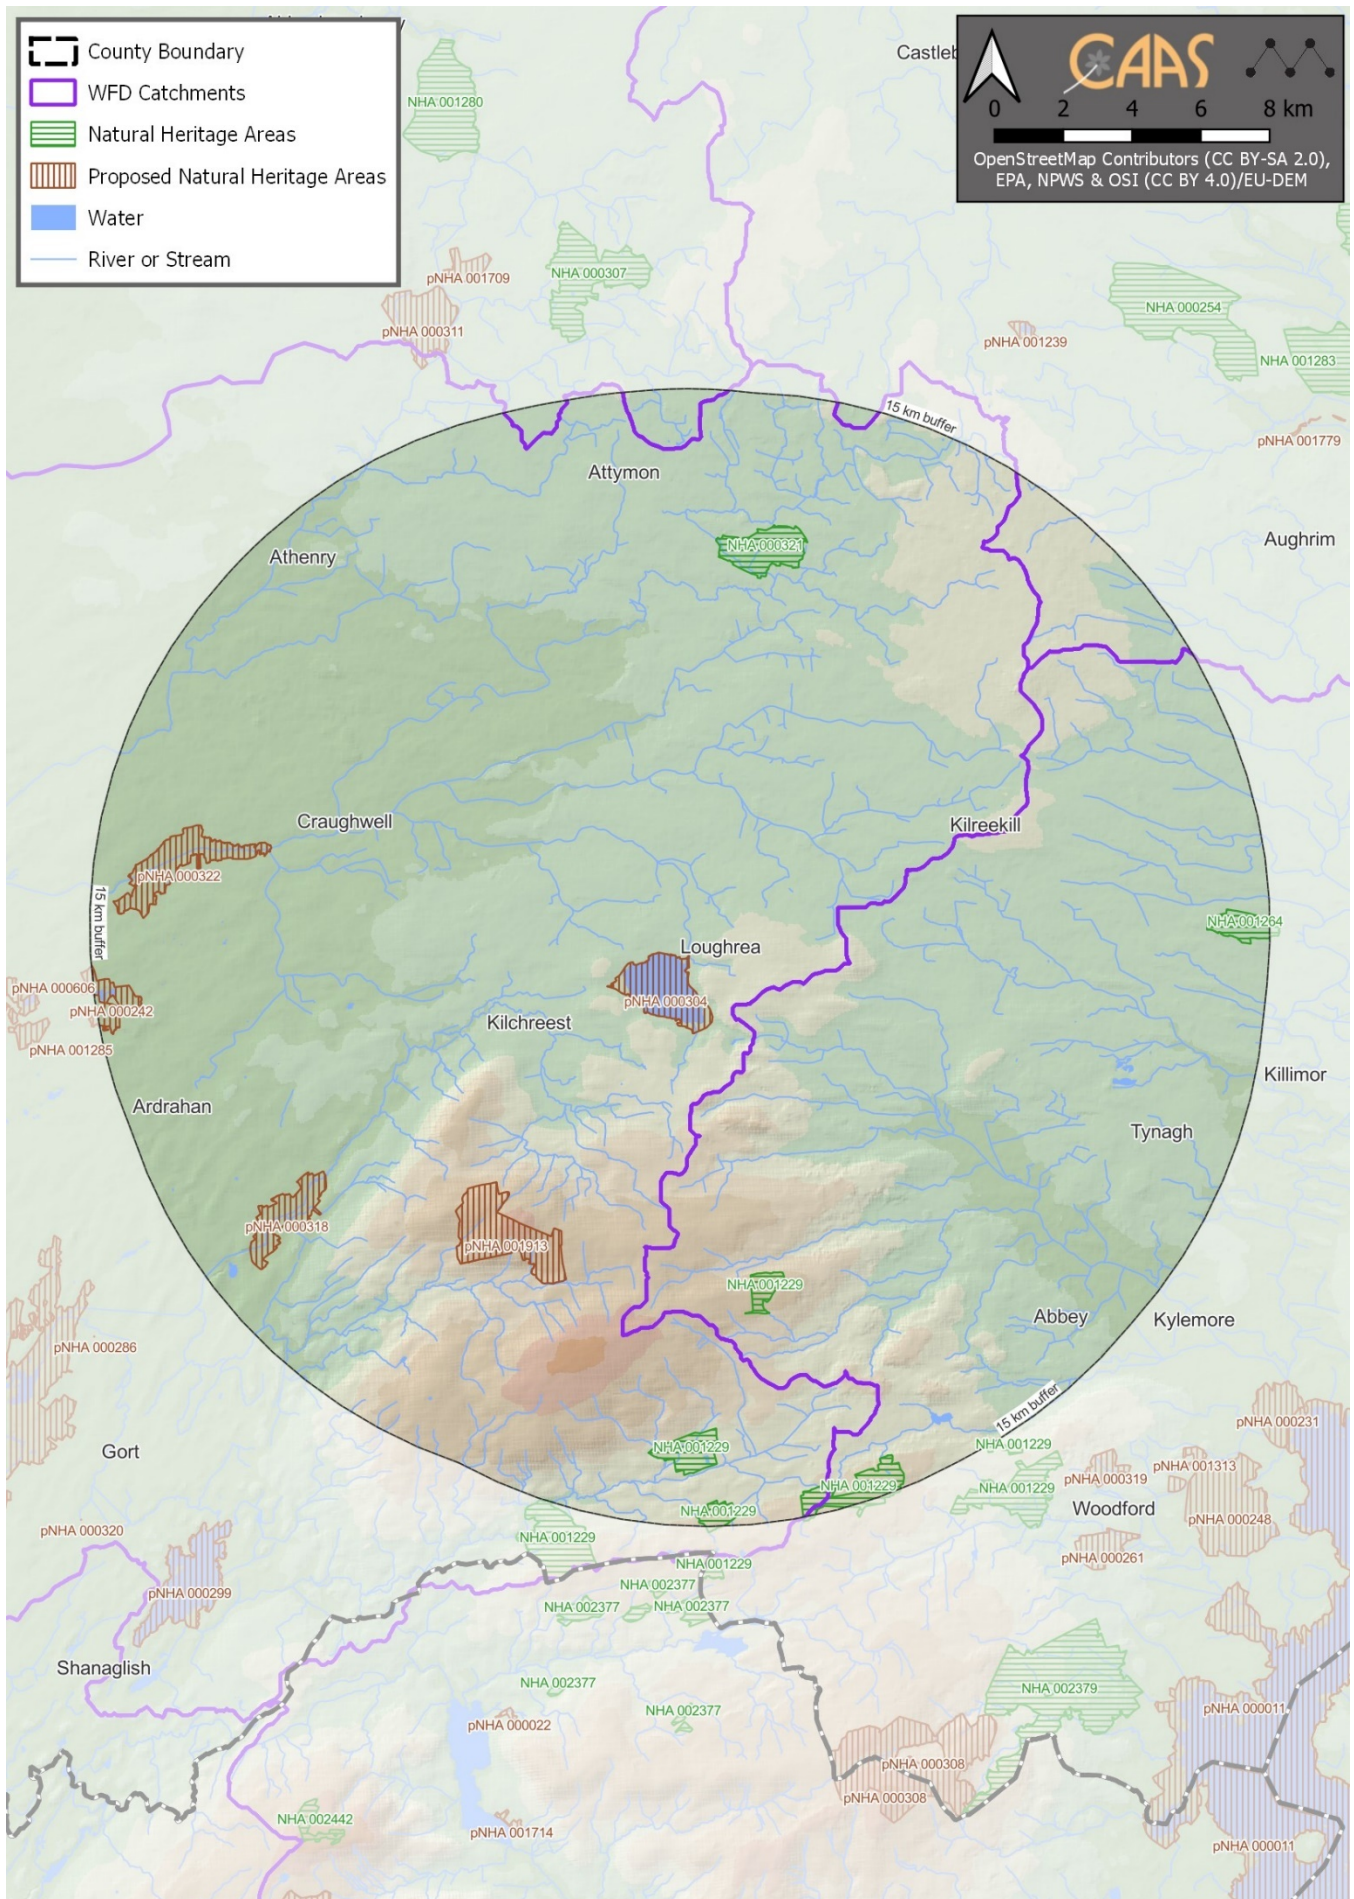 County Boundary
WFD Catchments
Natural Heritage Areas
Proposed Natural Heritage Areas
Water
River or Stream
CAAS
0 2 4 6 8 km
OpenStreetMap Contributors (CC BY-SA 2.0),
EPA, NPWS & OSI (CC BY 4.0)/EU-DEM
NHA 001280
NHA 000307
pNHA 001709
pNHA 000311
NHA 000254
pNHA 001239
NHA 001283
15 km buffer
pNHA 001779
Attymon
Aughrim
NHA 000321
Athenry
Craughwell
Kilreekill
pNHA 000322
15 km buffer
NHA 001264
Loughrea
pNHA 000606
pNHA 000304
pNHA 000242
Kilchreest
pNHA 001285
Killimor
Ardrahan
Tynagh
pNHA 000318
pNHA 001913
NHA 001229
Abbey
Kylemore
pNHA 000286
15 km buffer
pNHA 000231
Gort
NHA 001229
NHA 001229
pNHA 001313
pNHA 000319
NHA 001229
NHA 001229
Woodford
NHA 001229
pNHA 000248
pNHA 000320
NHA 001229
pNHA 000261
NHA 001229
pNHA 000299
NHA 002377
NHA 002377
NHA 002377
Shanaglish
NHA 002377
NHA 002379
NHA 002377
pNHA 000011
pNHA 000022
pNHA 000308
pNHA 000308
NHA 002442
pNHA 001714
pNHA 000011